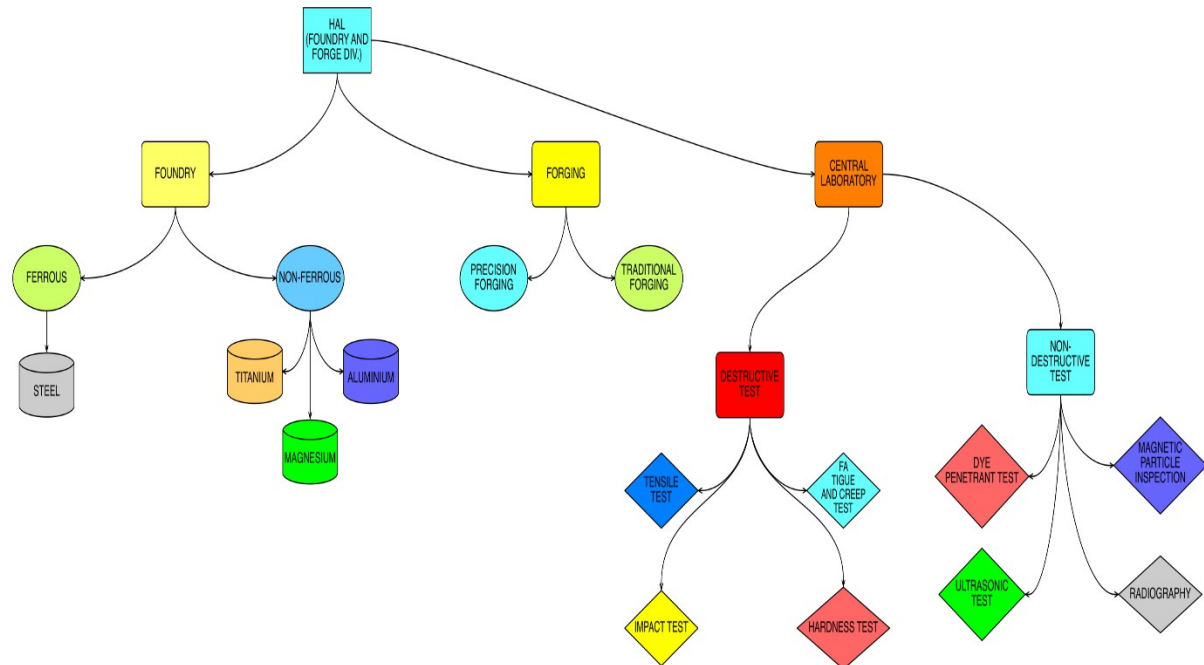 HAL
(FOUNDRY AND
FORGE DIV.)
FOUNDRY
FORGING
CENTRAL
LABORATORY
FERROUS
NON-FERROUS
PRECISION
FORGING
TRADITIONAL
FORGING
STEEL
TITANIUM
ALUMINIUM
MAGNESIUM
DESTRUCTIVE
TEST
NON-
DESTRUCTIVE
TEST
TENSILE
TEST
FA
TIGUE
AND CREEP
TEST
DYE
PENETRANT TEST
MAGNETIC
PARTICLE
INSPECTION
IMPACT TEST
HARDNESS TEST
ULTRASONIC
TEST
RADIOGRAPHY